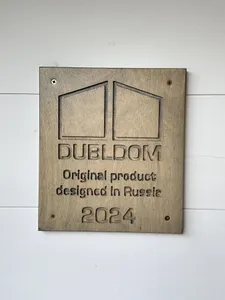 DUBLDOM
Original product
designed in Russia
2024